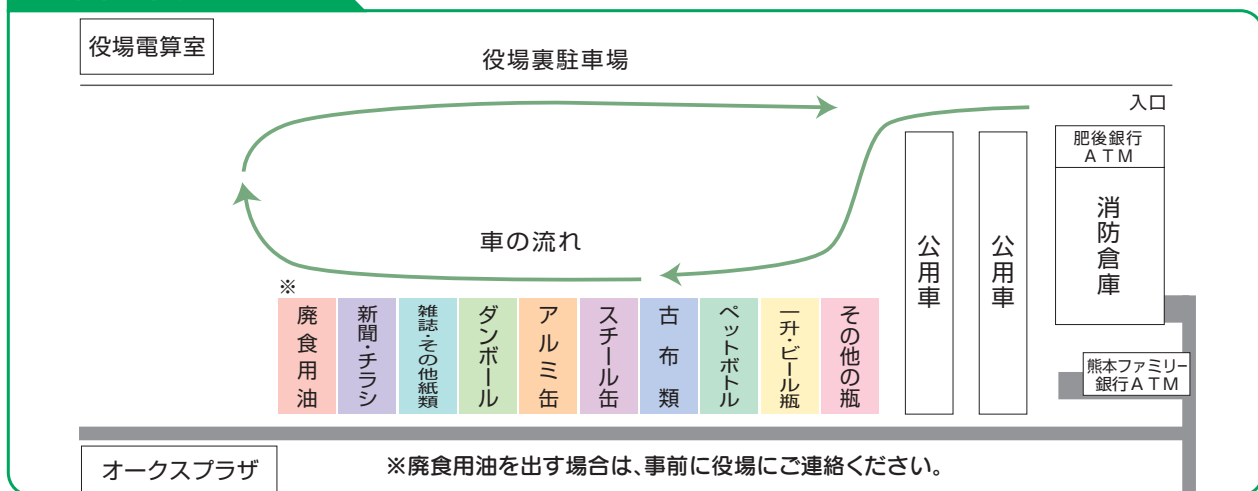 役場電算室
役場裏駐車場
入口
肥後銀行
ATM
消防倉庫
公用車
公用車
車の流れ
※
廃食用油
新聞・チラシ
雑誌・その他紙類
ダンボール
アルミ缶
スチール缶
古布類
ペットボトル
一升・ビール瓶
その他の瓶
熊本ファミリー
銀行ATM
オークスプラザ
※廃食用油を出す場合は、事前に役場にご連絡ください。